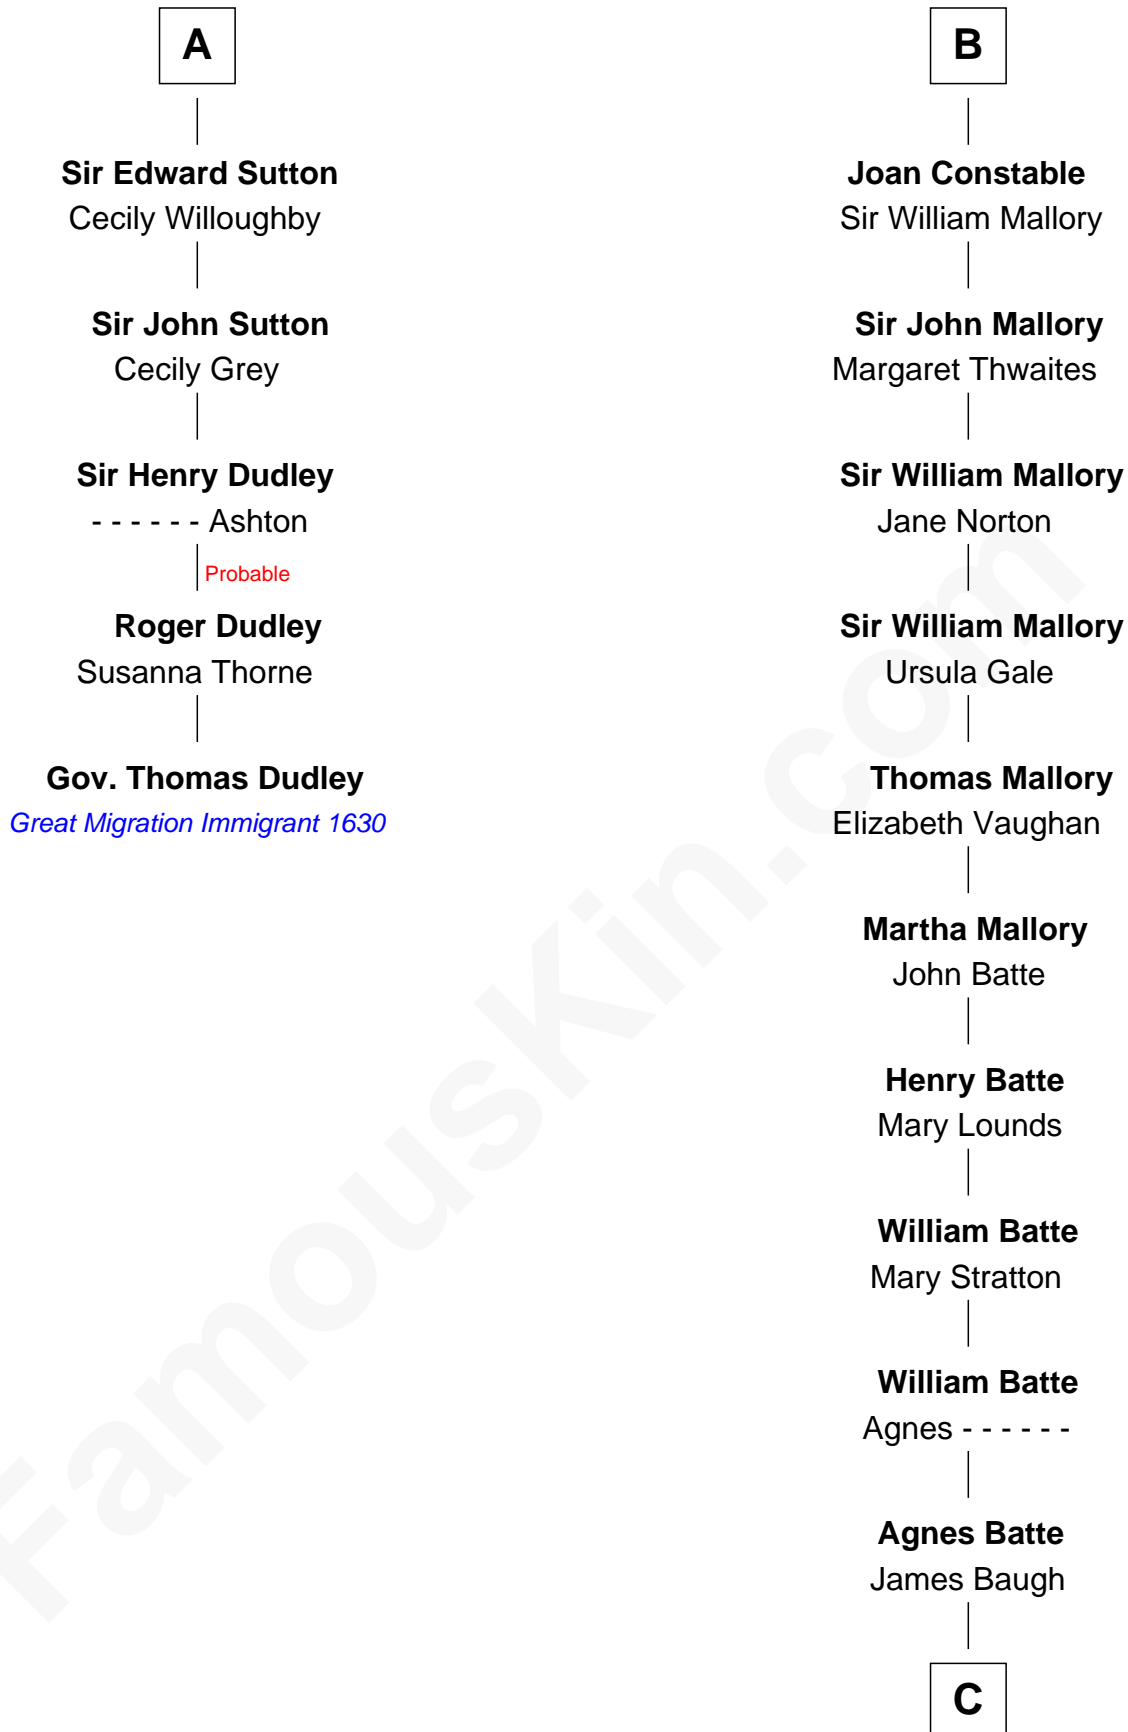 A
Sir Edward Sutton
Cecily Willoughby
Sir John Sutton
Cecily Grey
Sir Henry Dudley
- - - - - - Ashton
Probable
Roger Dudley
Susanna Thorne
Gov. Thomas Dudley
Great Migration Immigrant 1630
B
Joan Constable
Sir William Mallory
Sir John Mallory
Margaret Thwaites
Sir William Mallory
Jane Norton
Sir William Mallory
Ursula Gale
Thomas Mallory
Elizabeth Vaughan
Martha Mallory
John Batte
Henry Batte
Mary Lounds
William Batte
Mary Stratton
William Batte
Agnes - - - - - -
Agnes Batte
James Baugh
C
FamousKin.com